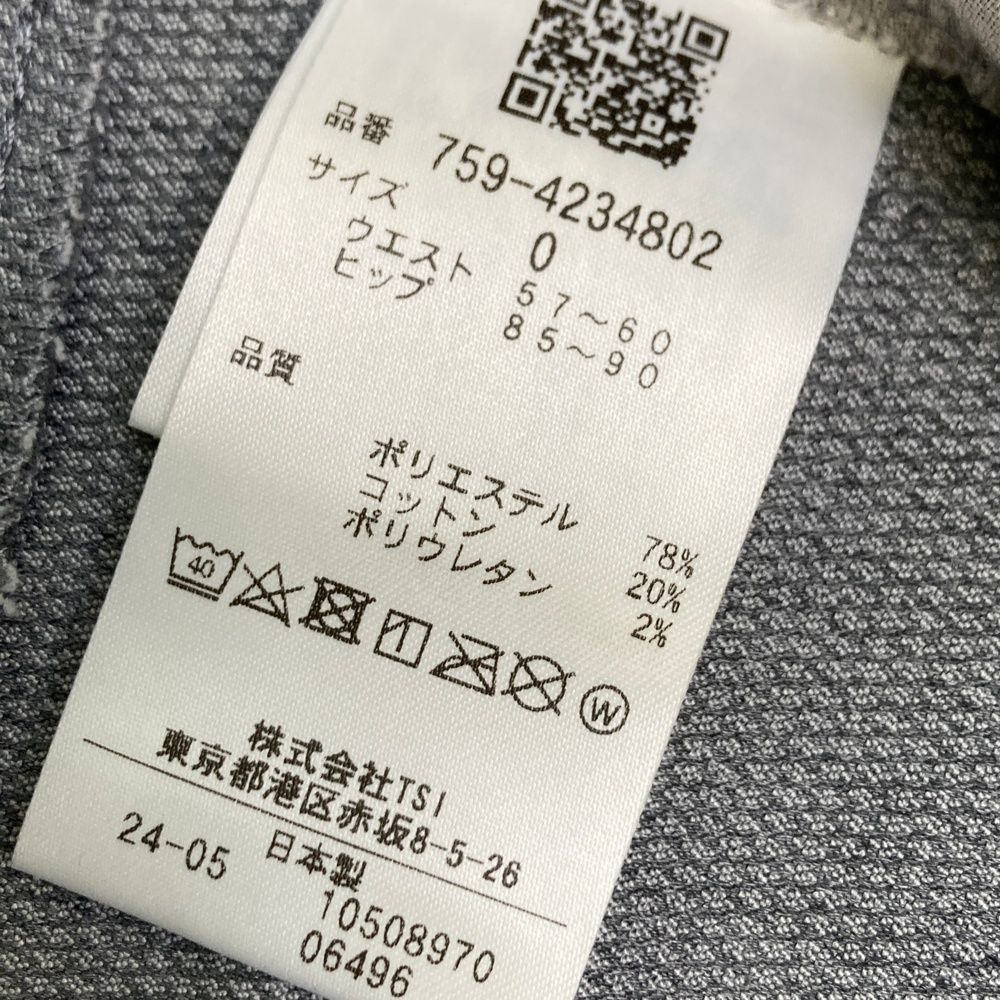 品番 759-4234802
サイズ 0
ウエスト 57～60
ヒップ 85～90
品質
ポリエステル 78%
コットン 20%
ポリウレタン 2%
40
W
株式会社TSI
東京都港区赤坂8-5-26
24-05 日本製
10508970
06496